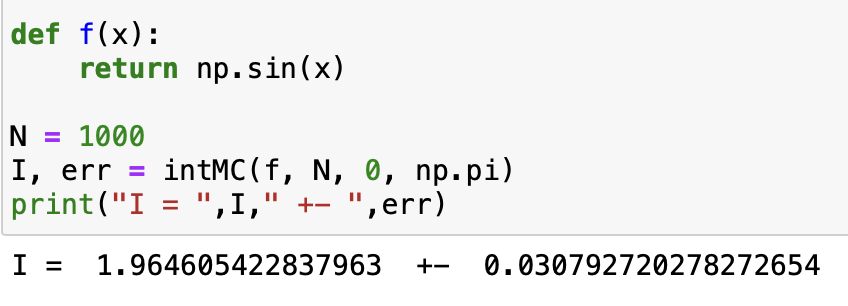 def f(x):
    return np.sin(x)
N = 1000
I, err = intMC(f, N, 0, np.pi)
print("I = ",I," +- ",err)
I =  1.964605422837963  +-  0.030792720278272654